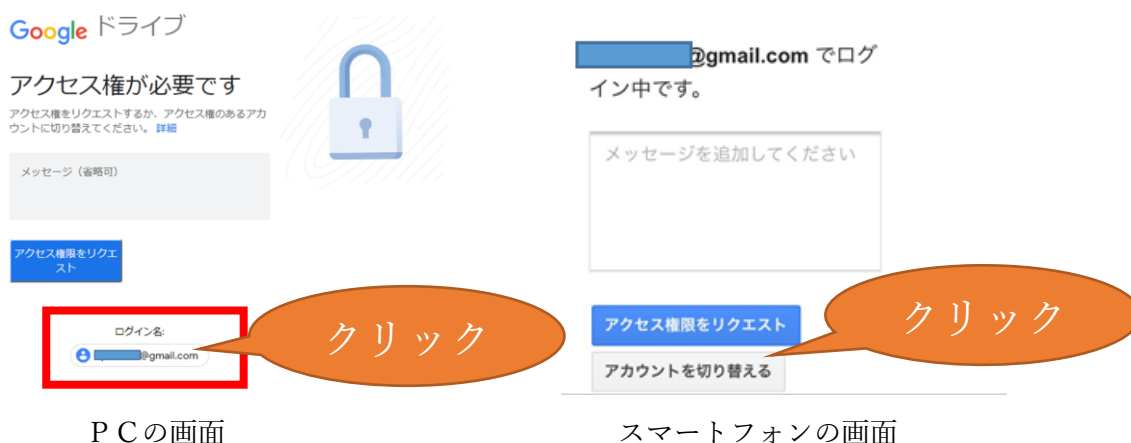 Google ドライブ
アクセス権が必要です
アクセス権をリクエストするか、アクセス権のあるアカ
ウントに切り替えてください。 詳細
メッセージ（省略可）
アクセス権限をリクエ
スト
ログイン名:
@gmail.com
クリック
ＰＣの画面
@gmail.com でログ
イン中です。
メッセージを追加してください
アクセス権限をリクエスト
アカウントを切り替える
クリック
スマートフォンの画面